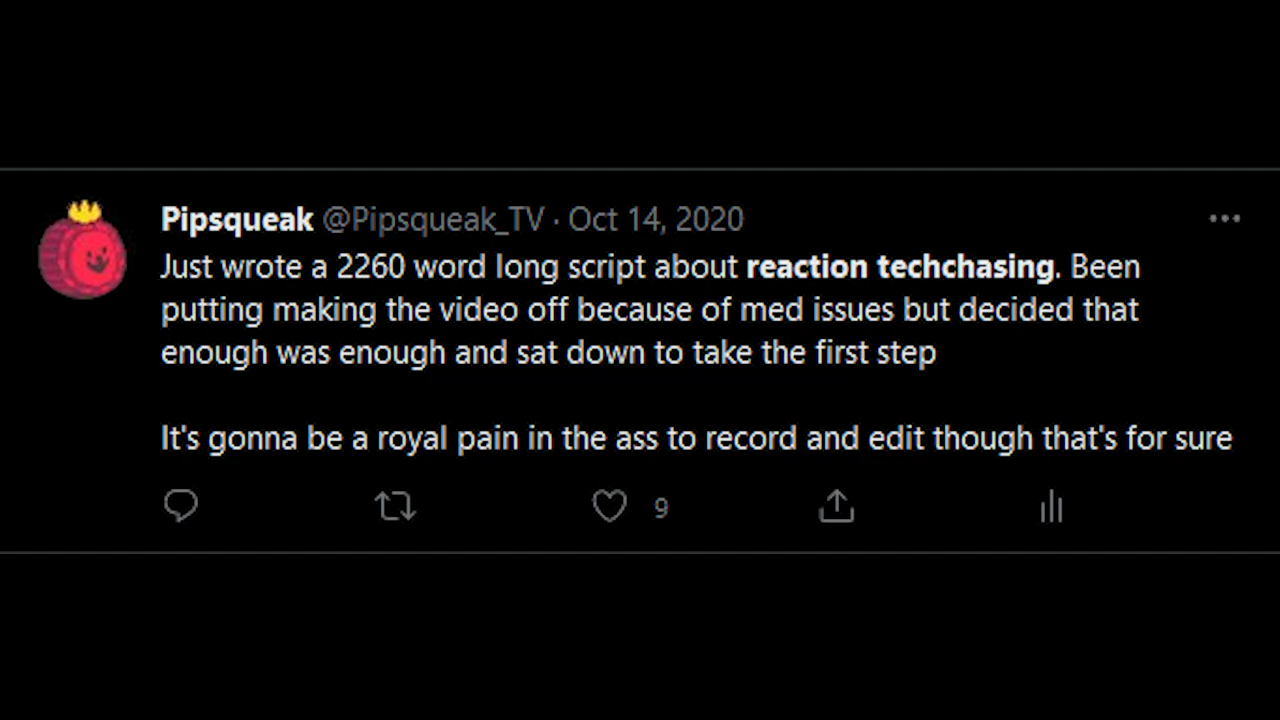 Pipsqueak @Pipsqueak_TV · Oct 14, 2020
Just wrote a 2260 word long script about reaction techchasing. Been
putting making the video off because of med issues but decided that
enough was enough and sat down to take the first step
It's gonna be a royal pain in the ass to record and edit though that's for sure
9